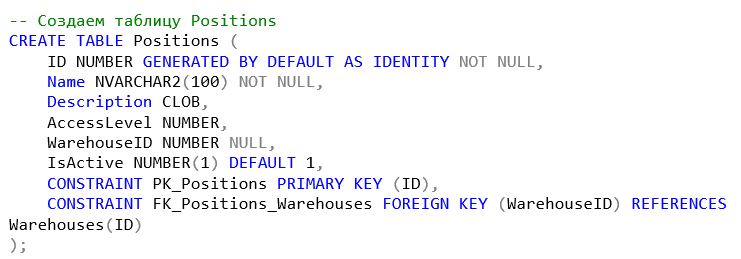 -- Создаем таблицу Positions
CREATE TABLE Positions (
    ID NUMBER GENERATED BY DEFAULT AS IDENTITY NOT NULL,
    Name NVARCHAR2(100) NOT NULL,
    Description CLOB,
    AccessLevel NUMBER,
    WarehouseID NUMBER NULL,
    IsActive NUMBER(1) DEFAULT 1,
    CONSTRAINT PK_Positions PRIMARY KEY (ID),
    CONSTRAINT FK_Positions_Warehouses FOREIGN KEY (WarehouseID) REFERENCES
Warehouses(ID)
);